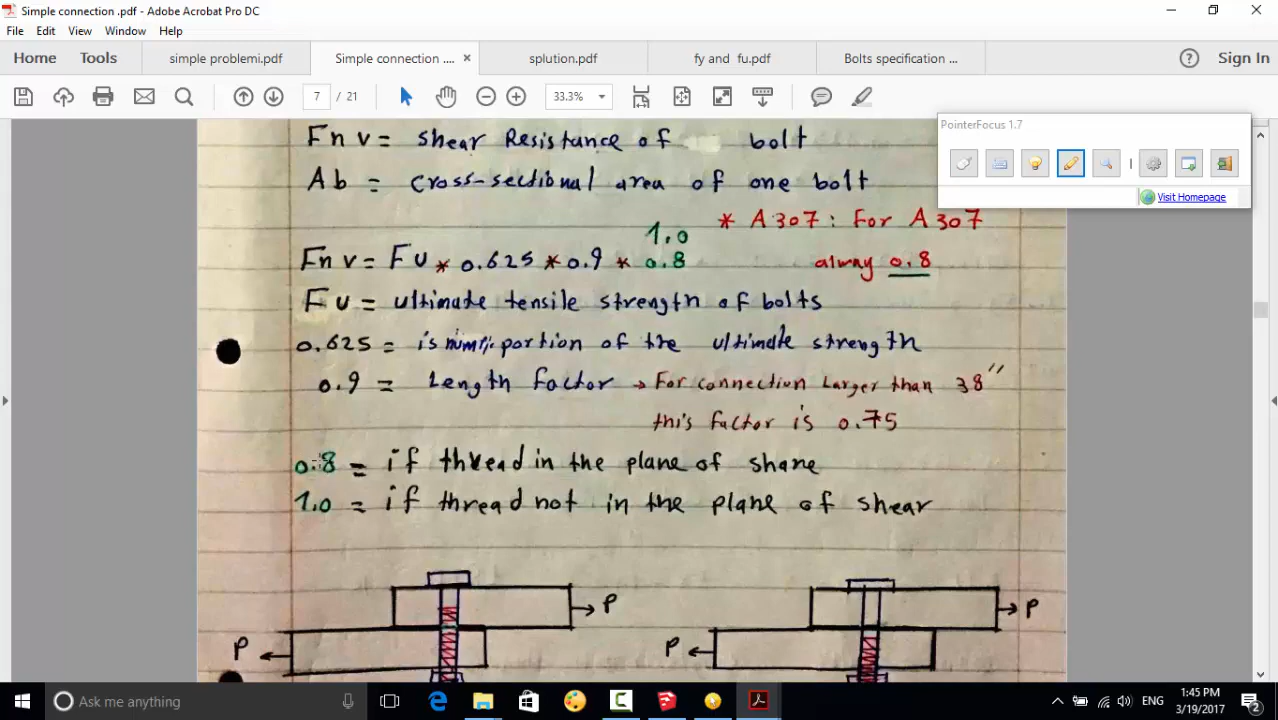 Simple connection .pdf - Adobe Acrobat Pro DC
File Edit View Window Help
Home Tools simple problemi.pdf Simple connection .... × splution.pdf fy and fu.pdf Bolts specification ... Sign In
7 / 21 33.3%
PointerFocus 1.7
Visit Homepage
Fnv = shear Resistance of bolt
Ab = cross-sectional area of one bolt
* A307: For A307
1.0
Fnv = FU * 0.625 * 0.9 * 0.8 alway 0.8
Fu = ultimate tensile strength of bolts
0.625 = is portion of the ultimate strength
0.9 = Length factor → For connection Larger than 38"
this factor is 0.75
0.8 = if thread in the plane of shane
1.0 = if thread not in the plane of shear
P P
P P
Ask me anything ENG 1:45 PM
3/19/2017 2